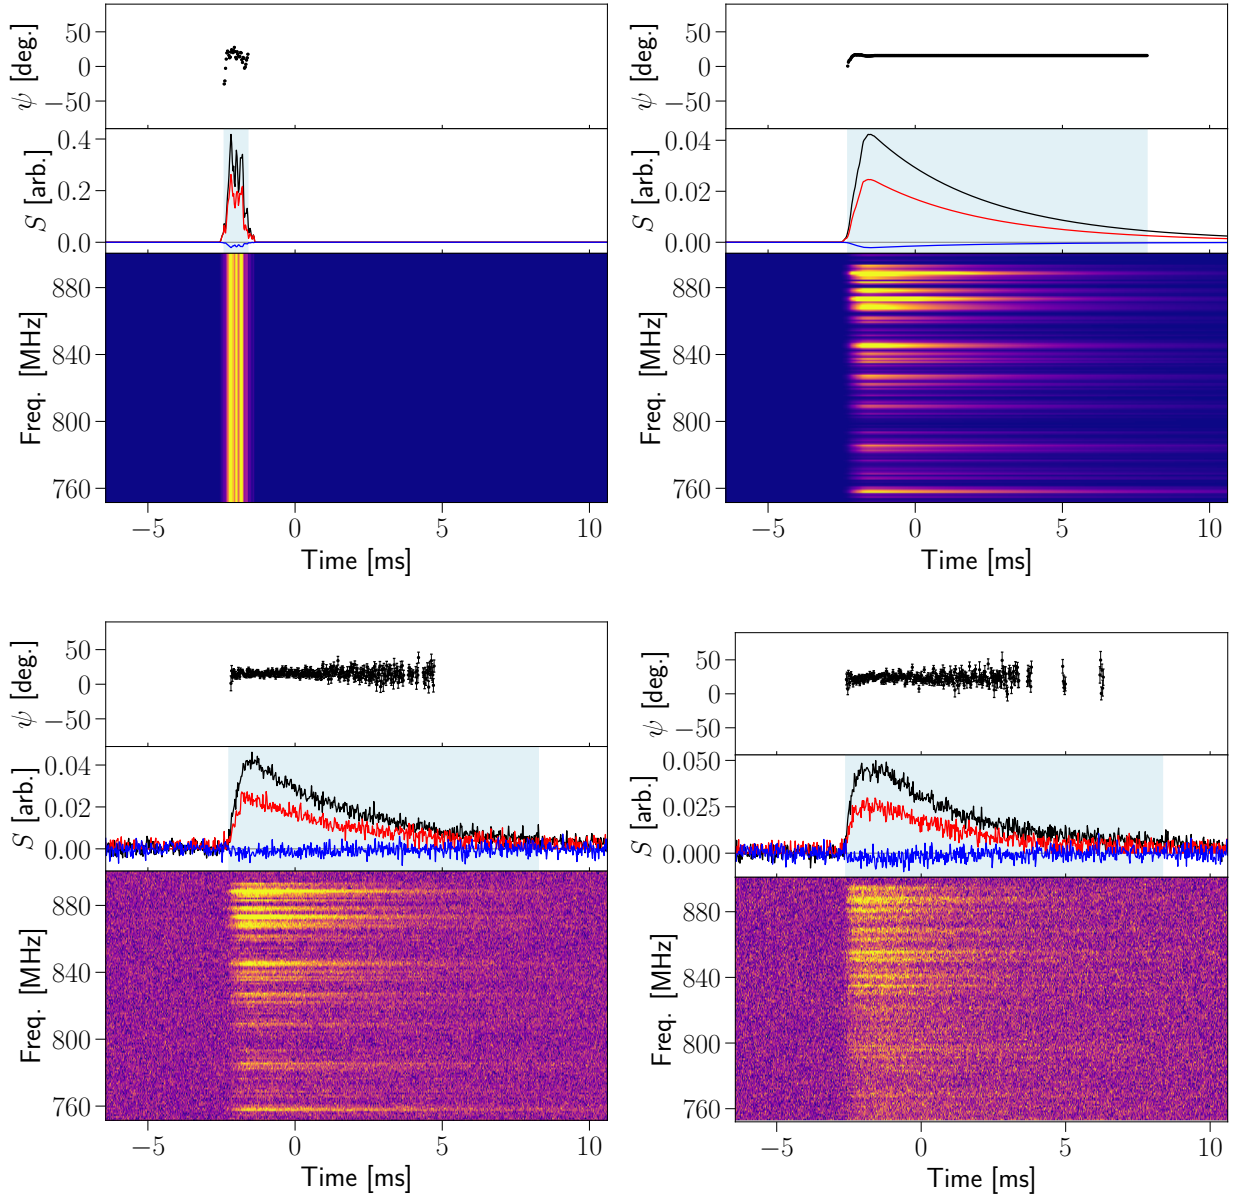 ψ [deg.]
50
0
−50
S [arb.]
0.4
0.2
0.0
Freq. [MHz]
880
840
800
760
−5 0 5 10
Time [ms]
ψ [deg.]
50
0
−50
S [arb.]
0.04
0.02
0.00
Freq. [MHz]
880
840
800
760
−5 0 5 10
Time [ms]
ψ [deg.]
50
0
−50
S [arb.]
0.04
0.02
0.00
Freq. [MHz]
880
840
800
760
−5 0 5 10
Time [ms]
ψ [deg.]
50
0
−50
S [arb.]
0.050
0.025
0.000
Freq. [MHz]
880
840
800
760
−5 0 5 10
Time [ms]